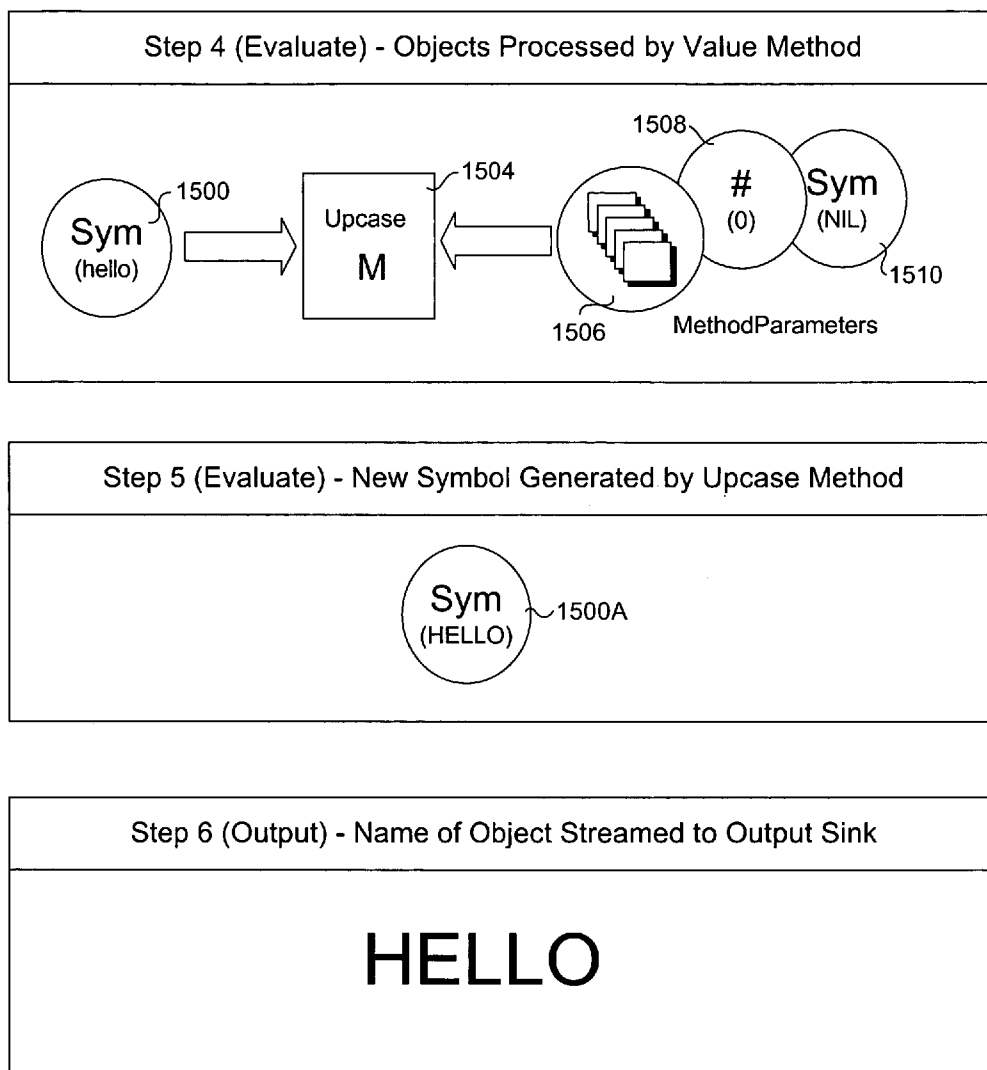 Step 4 (Evaluate) - Objects Processed by Value Method
1500
Sym
(hello)
1504
Upcase
M
1508
#
(0)
Sym
(NIL)
1510
1506
MethodParameters
Step 5 (Evaluate) - New Symbol Generated by Upcase Method
Sym
(HELLO)
1500A
Step 6 (Output) - Name of Object Streamed to Output Sink
HELLO